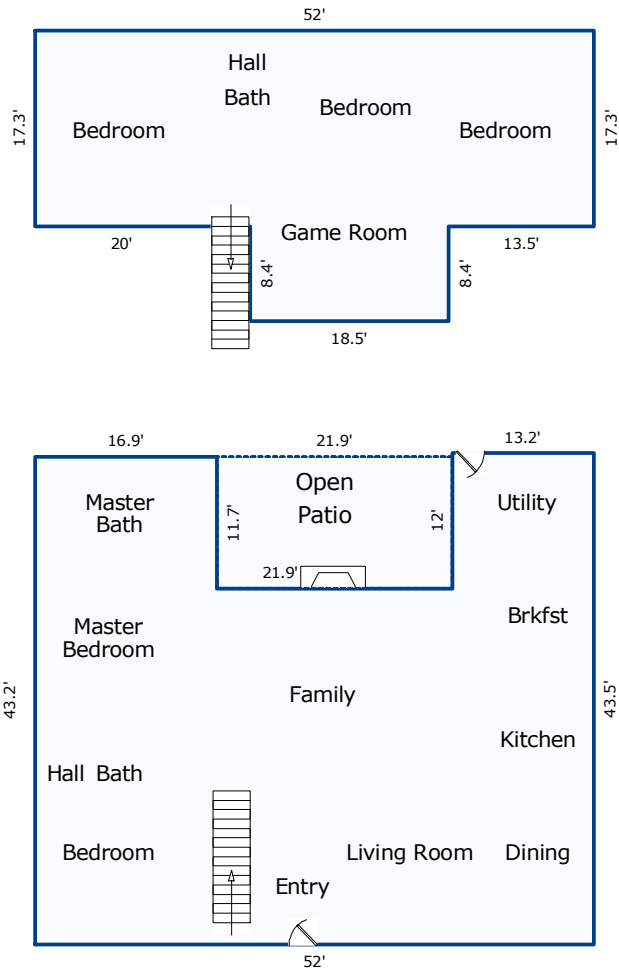 52'
Hall
Bath
Bedroom
Bedroom
Bedroom
17.3'
17.3'
20'
Game Room
13.5'
8.4'
8.4'
18.5'
16.9'
21.9'
13.2'
Master
Bath
Open
Patio
Utility
11.7'
12'
21.9'
Master
Bedroom
Brkfst
43.2'
Family
43.5'
Kitchen
Hall Bath
Bedroom
Living Room
Dining
Entry
52'